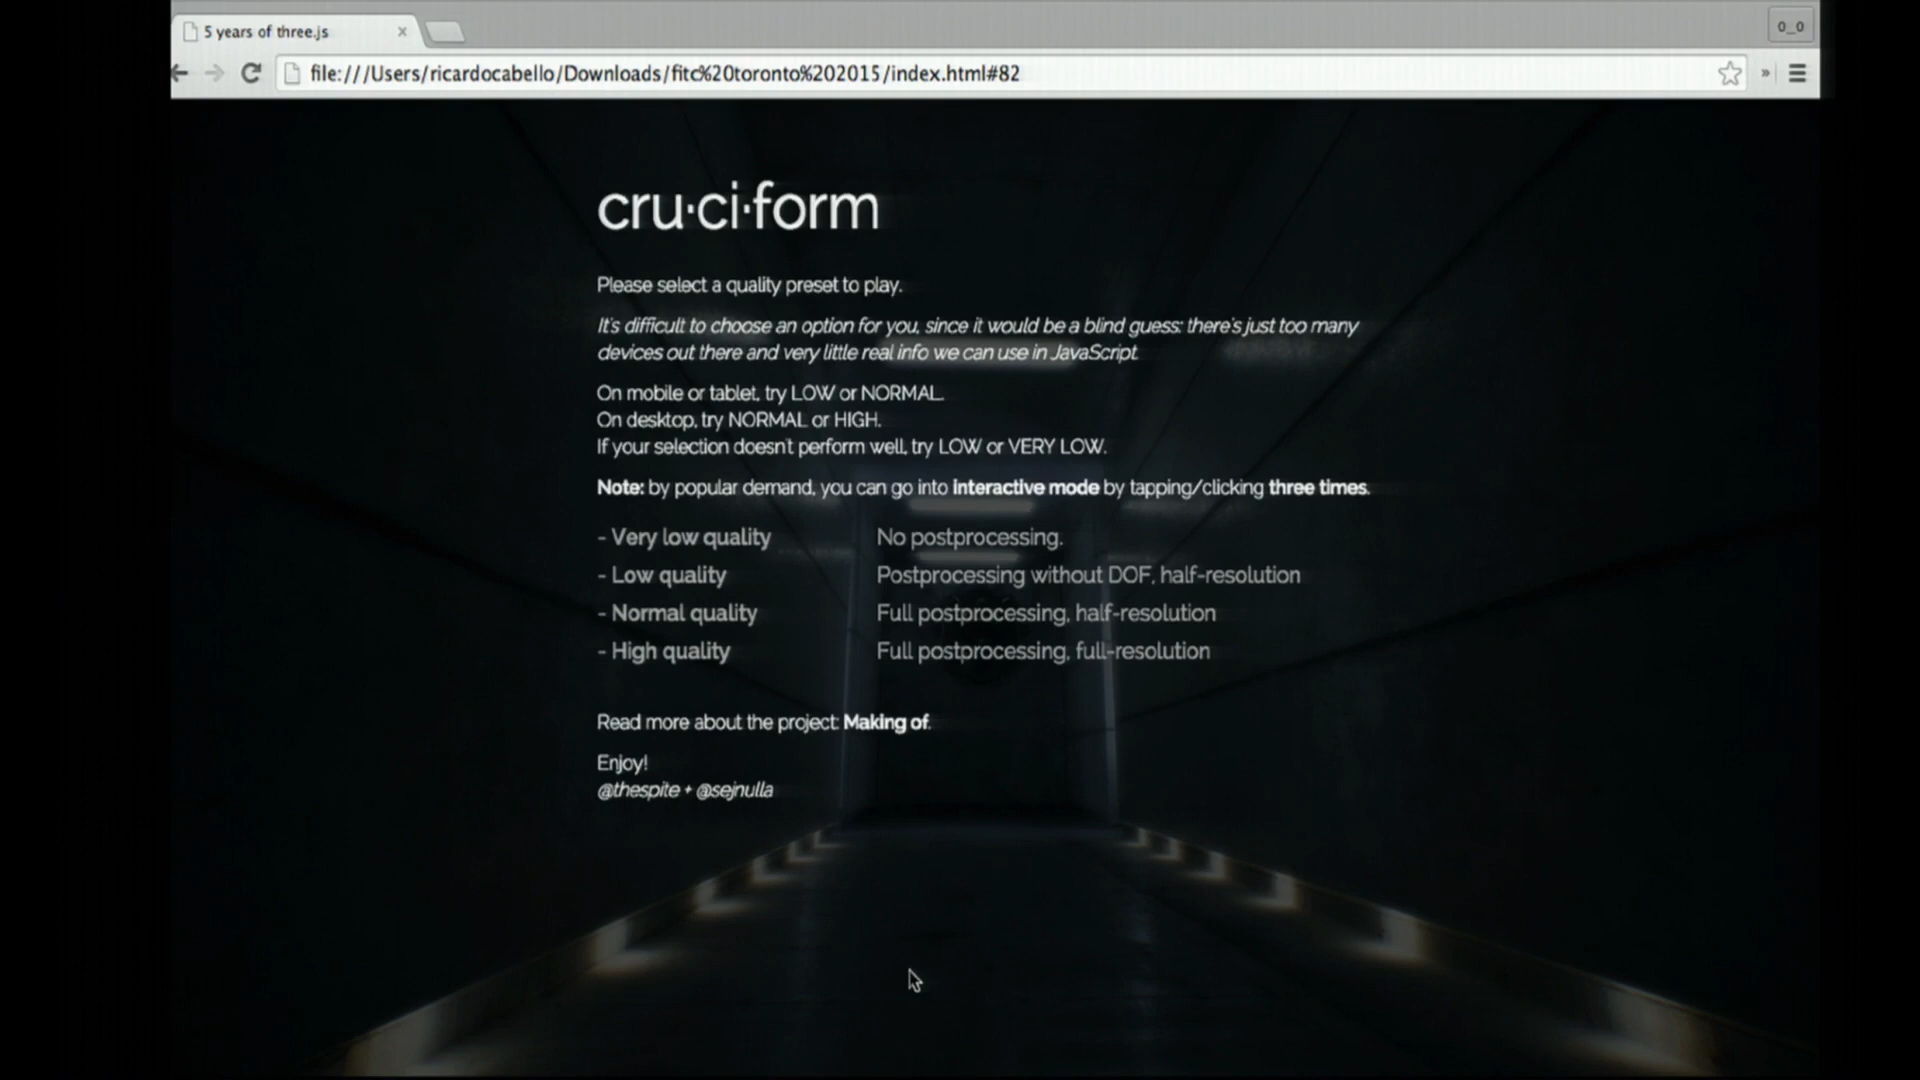 5 years of three.js
0_0
file:///Users/ricardocabello/Downloads/fitc%20toronto%202015/index.html#82
cru·ci·form
Please select a quality preset to play.
It's difficult to choose an option for you, since it would be a blind guess: there's just too many
devices out there and very little real info we can use in JavaScript
On mobile or tablet, try LOW or NORMAL.
On desktop, try NORMAL or HIGH.
If your selection doesn't perform well, try LOW or VERY LOW.
Note: by popular demand, you can go into interactive mode by tapping/clicking three times.
- Very low quality No postprocessing.
- Low quality Postprocessing without DOF, half-resolution
- Normal quality Full postprocessing, half-resolution
- High quality Full postprocessing, full-resolution
Read more about the project: Making of.
Enjoy!
@thespite + @sejnulla